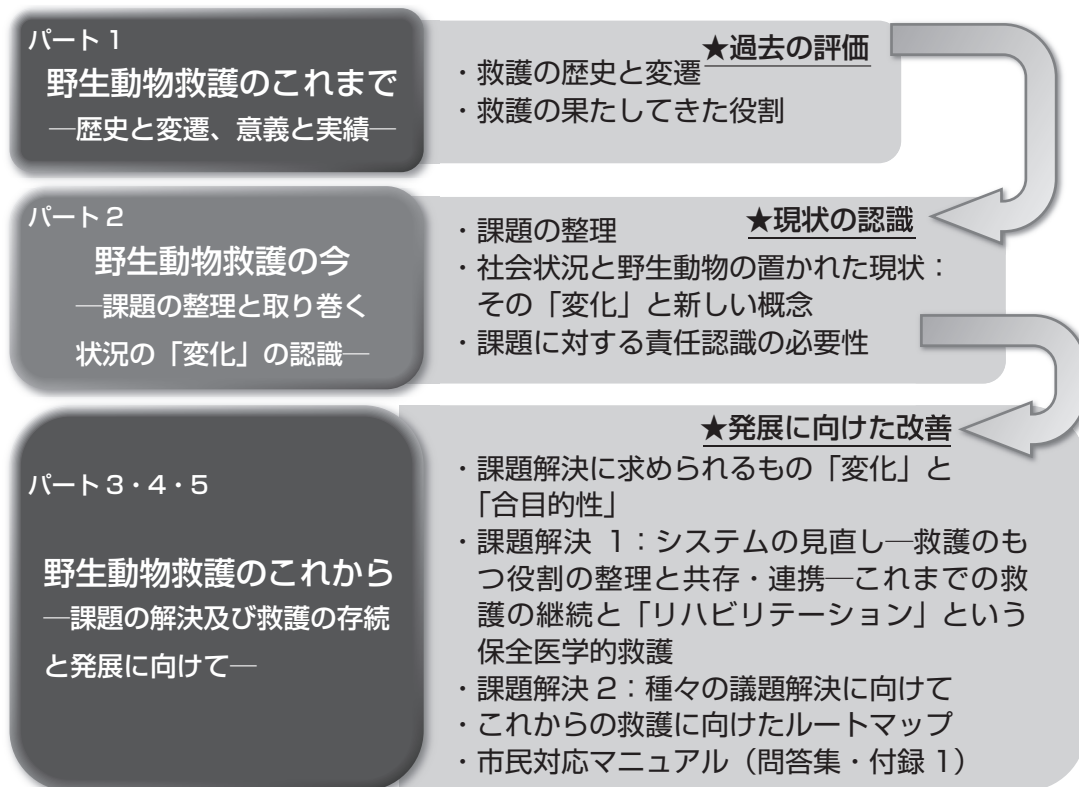 パート1
野生動物救護のこれまで
―歴史と変遷、意義と実績―
★過去の評価
・救護の歴史と変遷
・救護の果たしてきた役割
パート2
野生動物救護の今
―課題の整理と取り巻く
状況の「変化」の認識―
★現状の認識
・課題の整理
・社会状況と野生動物の置かれた現状：
その「変化」と新しい概念
・課題に対する責任認識の必要性
パート3・4・5
野生動物救護のこれから
―課題の解決及び救護の存続
と発展に向けて―
★発展に向けた改善
・課題解決に求められるもの「変化」と
「合目的性」
・課題解決 1：システムの見直し―救護のも
つ役割の整理と共存・連携―これまでの救
護の継続と「リハビリテーション」という
保全医学的救護
・課題解決2：種々の議題解決に向けて
・これからの救護に向けたルートマップ
・市民対応マニュアル（問答集・付録 1）